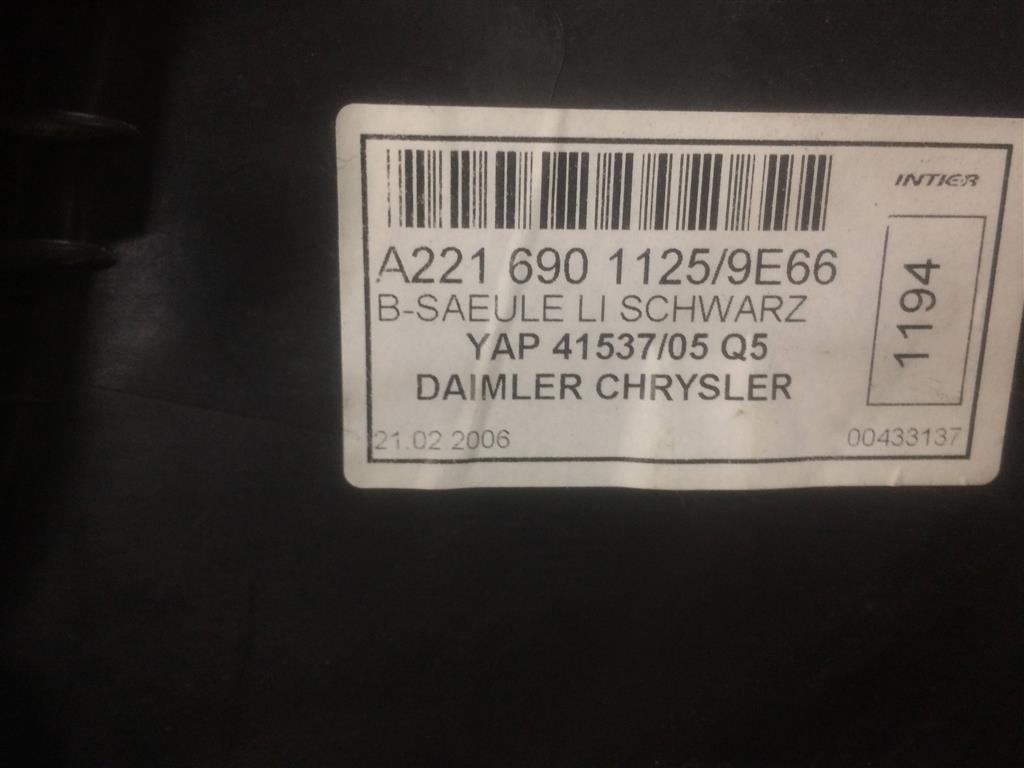 INTIER
A221 690 1125/9E66
B-SAEULE LI SCHWARZ
YAP 41537/05 Q5
DAIMLER CHRYSLER
21.02 2006
00433137
1194